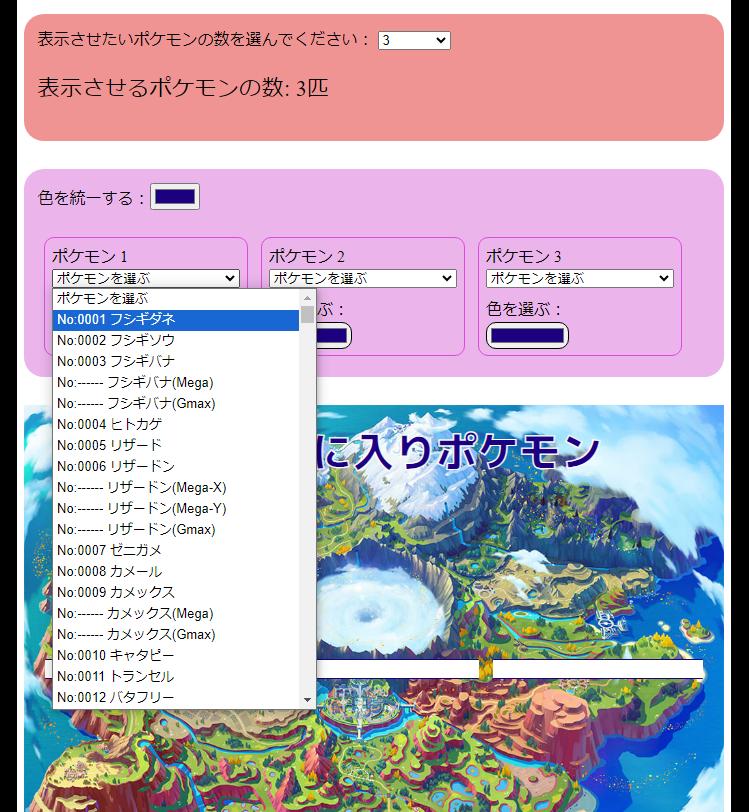 表示させたいポケモンの数を選んでください： 3
表示させるポケモンの数: 3匹
色を統一する：
ポケモン 1
ポケモンを選ぶ
ポケモン 2
ポケモンを選ぶ
ぶ：
ポケモン 3
ポケモンを選ぶ
色を選ぶ：
ポケモンを選ぶ
No:0001 フシギダネ
No:0002 フシギソウ
No:0003 フシギバナ
No:------ フシギバナ(Mega)
No:------ フシギバナ(Gmax)
No:0004 ヒトカゲ
No:0005 リザード
No:0006 リザードン
No:------ リザードン(Mega-X)
No:------ リザードン(Mega-Y)
No:------ リザードン(Gmax)
No:0007 ゼニガメ
No:0008 カメール
No:0009 カメックス
No:------ カメックス(Mega)
No:------ カメックス(Gmax)
No:0010 キャタピー
No:0011 トランセル
No:0012 バタフリー
に入りポケモン